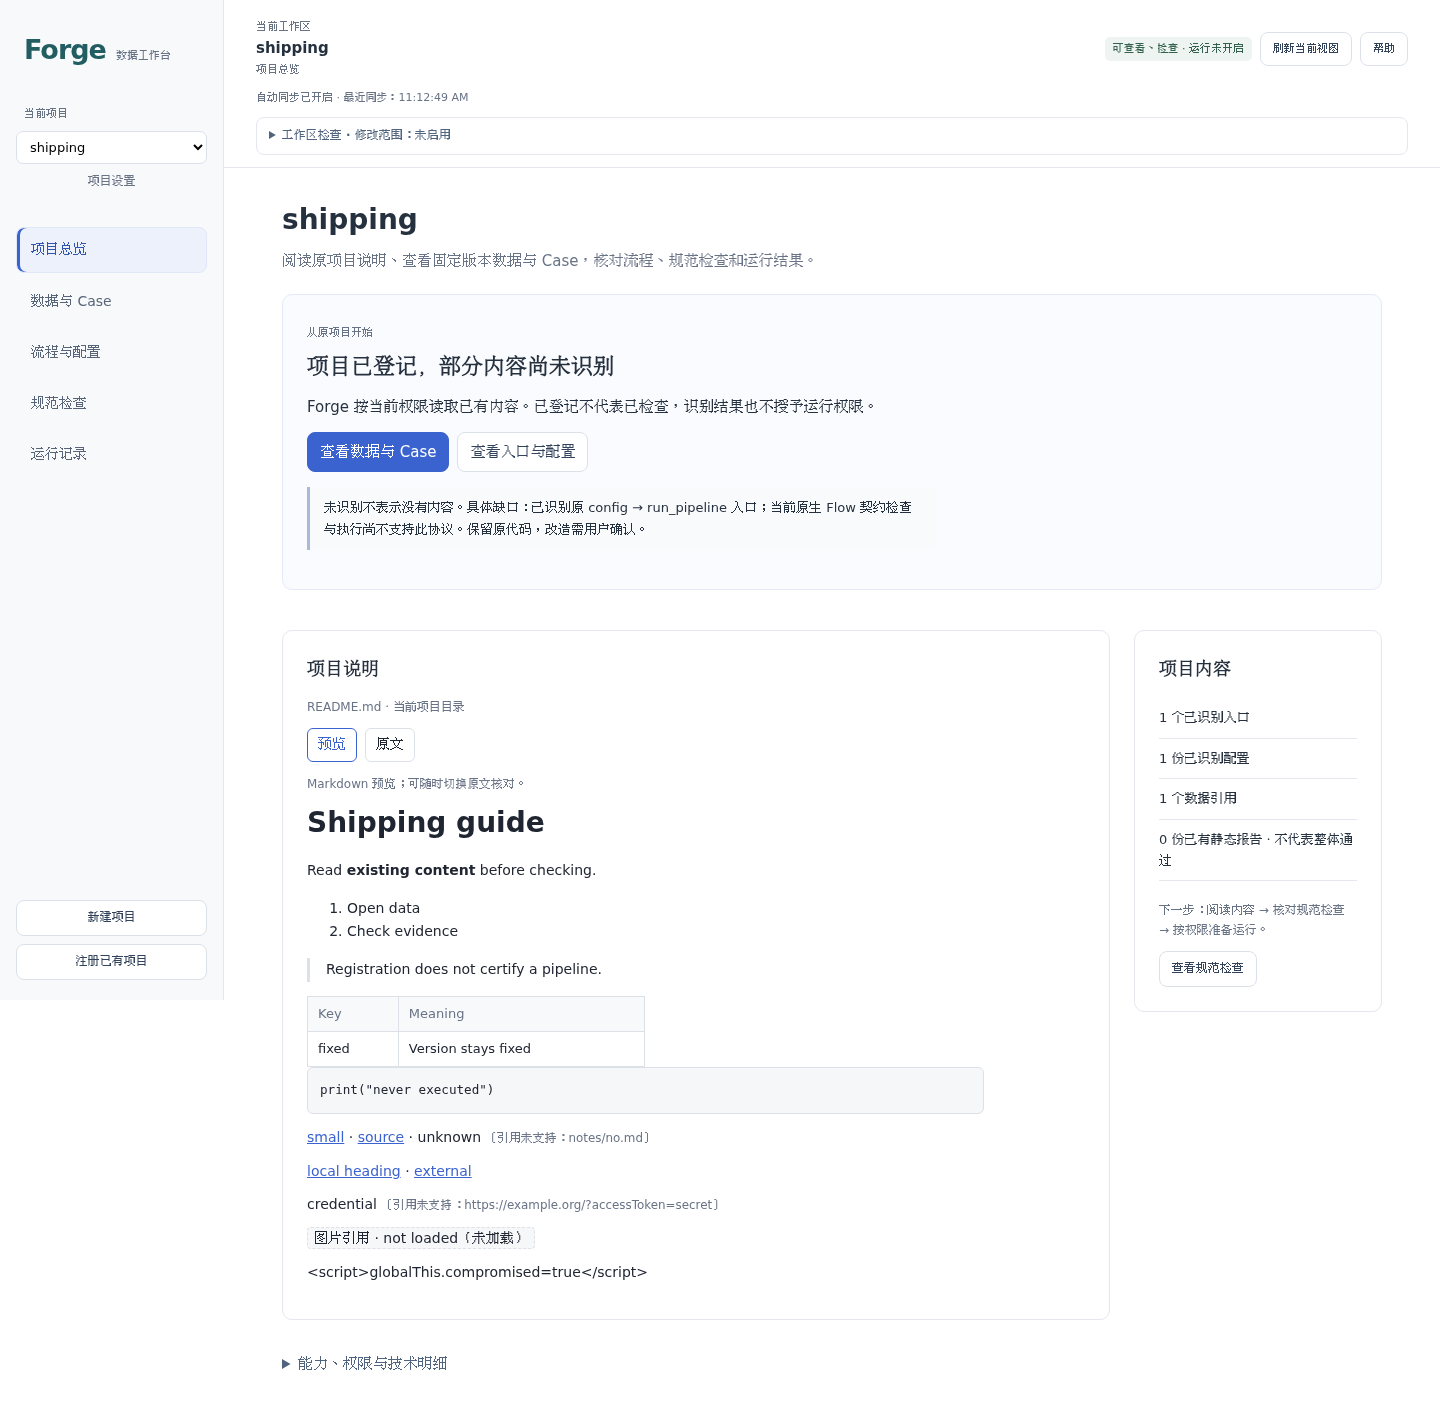 Forge 数据工作台
当前项目
shipping
项目设置
项目总览
数据与 Case
流程与配置
规范检查
运行记录
新建项目
注册已有项目
当前工作区
shipping
项目总览
自动同步已开启 · 最近同步：11:12:49 AM
可查看、检查 · 运行未开启
刷新当前视图
帮助
工作区检查 · 修改范围：未启用
shipping
阅读原项目说明、查看固定版本数据与 Case，核对流程、规范检查和运行结果。
从原项目开始
项目已登记，部分内容尚未识别
Forge 按当前权限读取已有内容。已登记不代表已检查，识别结果也不授予运行权限。
查看数据与 Case
查看入口与配置
未识别不表示没有内容。具体缺口：已识别原 config → run_pipeline 入口；当前原生 Flow 契约检查
与执行尚不支持此协议。保留原代码，改造需用户确认。
项目说明
README.md · 当前项目目录
预览
原文
Markdown 预览；可随时切换原文核对。
Shipping guide
Read existing content before checking.
1. Open data
2. Check evidence
Registration does not certify a pipeline.
Key Meaning
fixed Version stays fixed
print("never executed")
small · source · unknown （引用未支持：notes/no.md）
local heading · external
credential （引用未支持：https://example.org/?accessToken=secret）
图片引用 · not loaded（未加载）
<script>globalThis.compromised=true</script>
项目内容
1 个已识别入口
1 份已识别配置
1 个数据引用
0 份已有静态报告 · 不代表整体通
过
下一步：阅读内容 → 核对规范检查
→ 按权限准备运行。
查看规范检查
能力、权限与技术明细